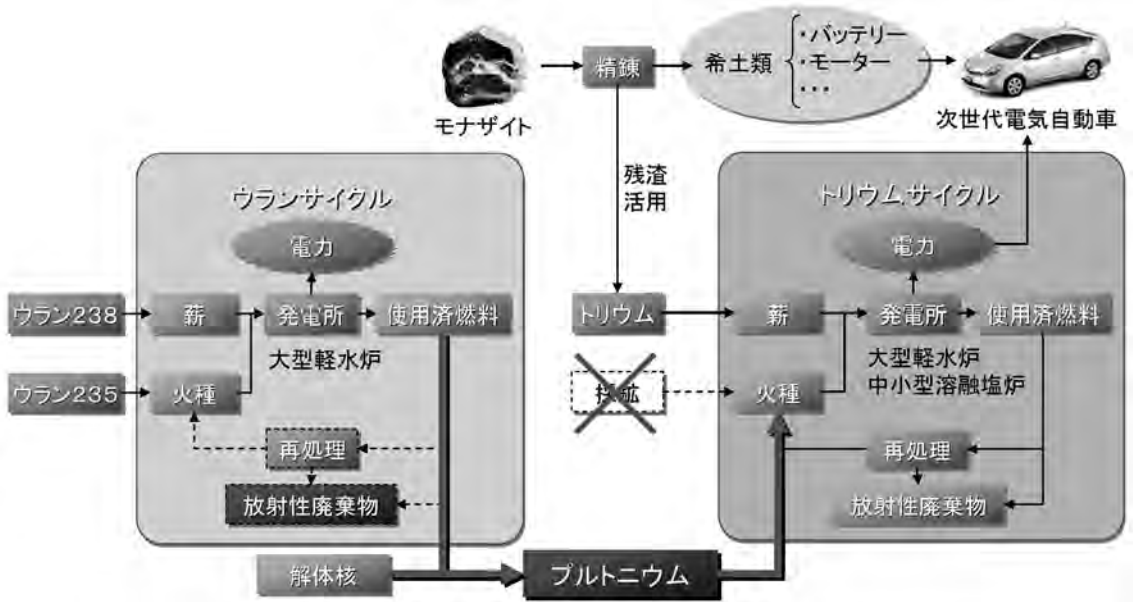 モナザイト
精錬
希土類
・バッテリー
・モーター
・・・
次世代電気自動車
残渣
活用
ウランサイクル
電力
ウラン238
薪
発電所
使用済燃料
大型軽水炉
ウラン235
火種
再処理
放射性廃棄物
トリウムサイクル
電力
トリウム
薪
発電所
使用済燃料
大型軽水炉
中小型溶融塩炉
採鉱
火種
再処理
放射性廃棄物
解体核
プルトニウム